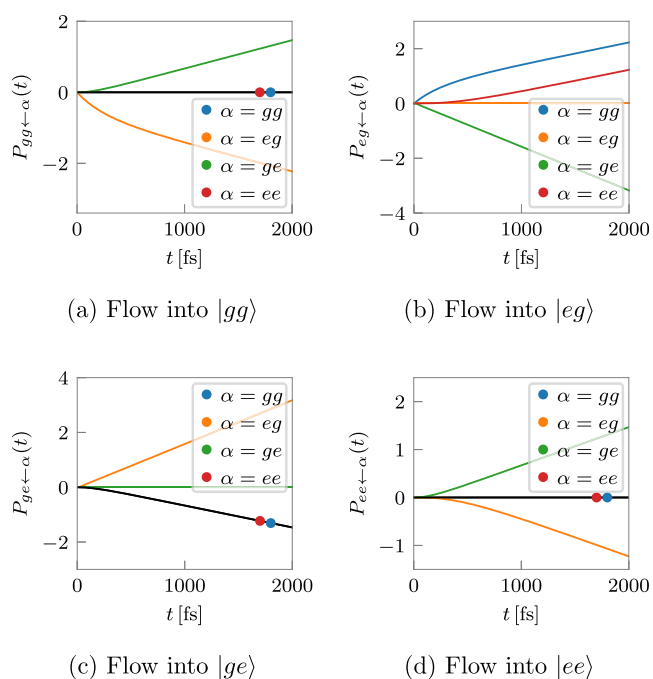 2
0
−2
P_{gg←α}(t)
α = gg
α = eg
α = ge
α = ee
0
1000
2000
t [fs]
(a) Flow into |gg⟩
2
0
−2
−4
P_{eg←α}(t)
α = gg
α = eg
α = ge
α = ee
0
1000
2000
t [fs]
(b) Flow into |eg⟩
4
2
0
−2
P_{ge←α}(t)
α = gg
α = eg
α = ge
α = ee
0
1000
2000
t [fs]
(c) Flow into |ge⟩
2
1
0
−1
P_{ee←α}(t)
α = gg
α = eg
α = ge
α = ee
0
1000
2000
t [fs]
(d) Flow into |ee⟩